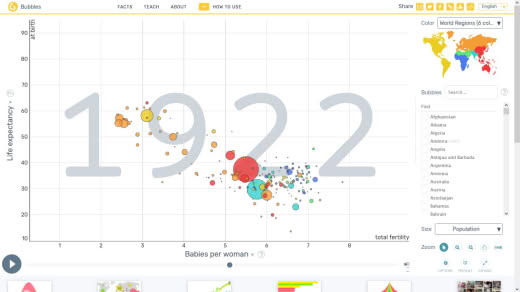 Bubbles
FACTS
TEACH
ABOUT
HOW TO USE
Share
English
at birth
90
80
70
60
50
40
30
20
10
Life expectancy
1922
1 2 3 4 5 6 7 8
total fertility
Babies per woman
Color
World Regions (6 col...
Bubbles
Search...
Find
Afghanistan
Albania
Algeria
Andorra
Angola
Antigua and Barbuda
Argentina
Armenia
Australia
Austria
Azerbaijan
Bahamas
Bahrain
Size
Population
Zoom
OPTIONS
EXPAND